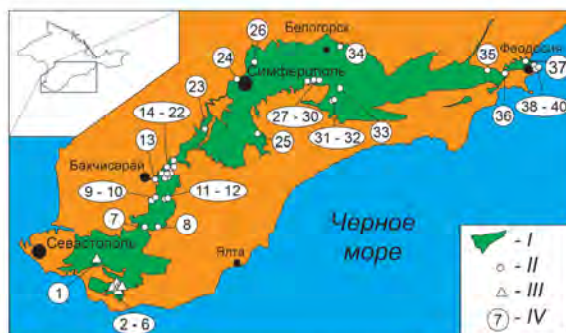 Белогорск
26
34
24
Симферополь
35
Феодосия
37
23
14 - 22
27 - 30
38 - 40
13
31 - 32
33
36
25
Бахчисарай
9 - 10
11 - 12
7
8
Черное
море
Севастополь
Ялта
1
2 - 6
- I
- II
- III
7 - IV